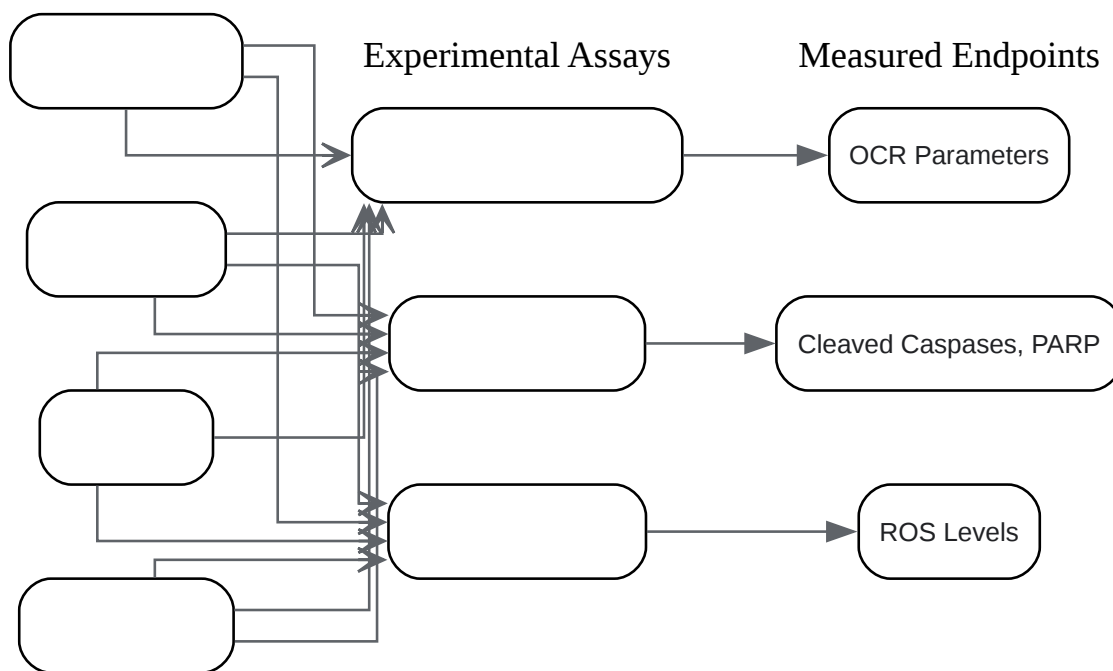 Experimental Assays
Measured Endpoints
OCR Parameters
Cleaved Caspases, PARP
ROS Levels